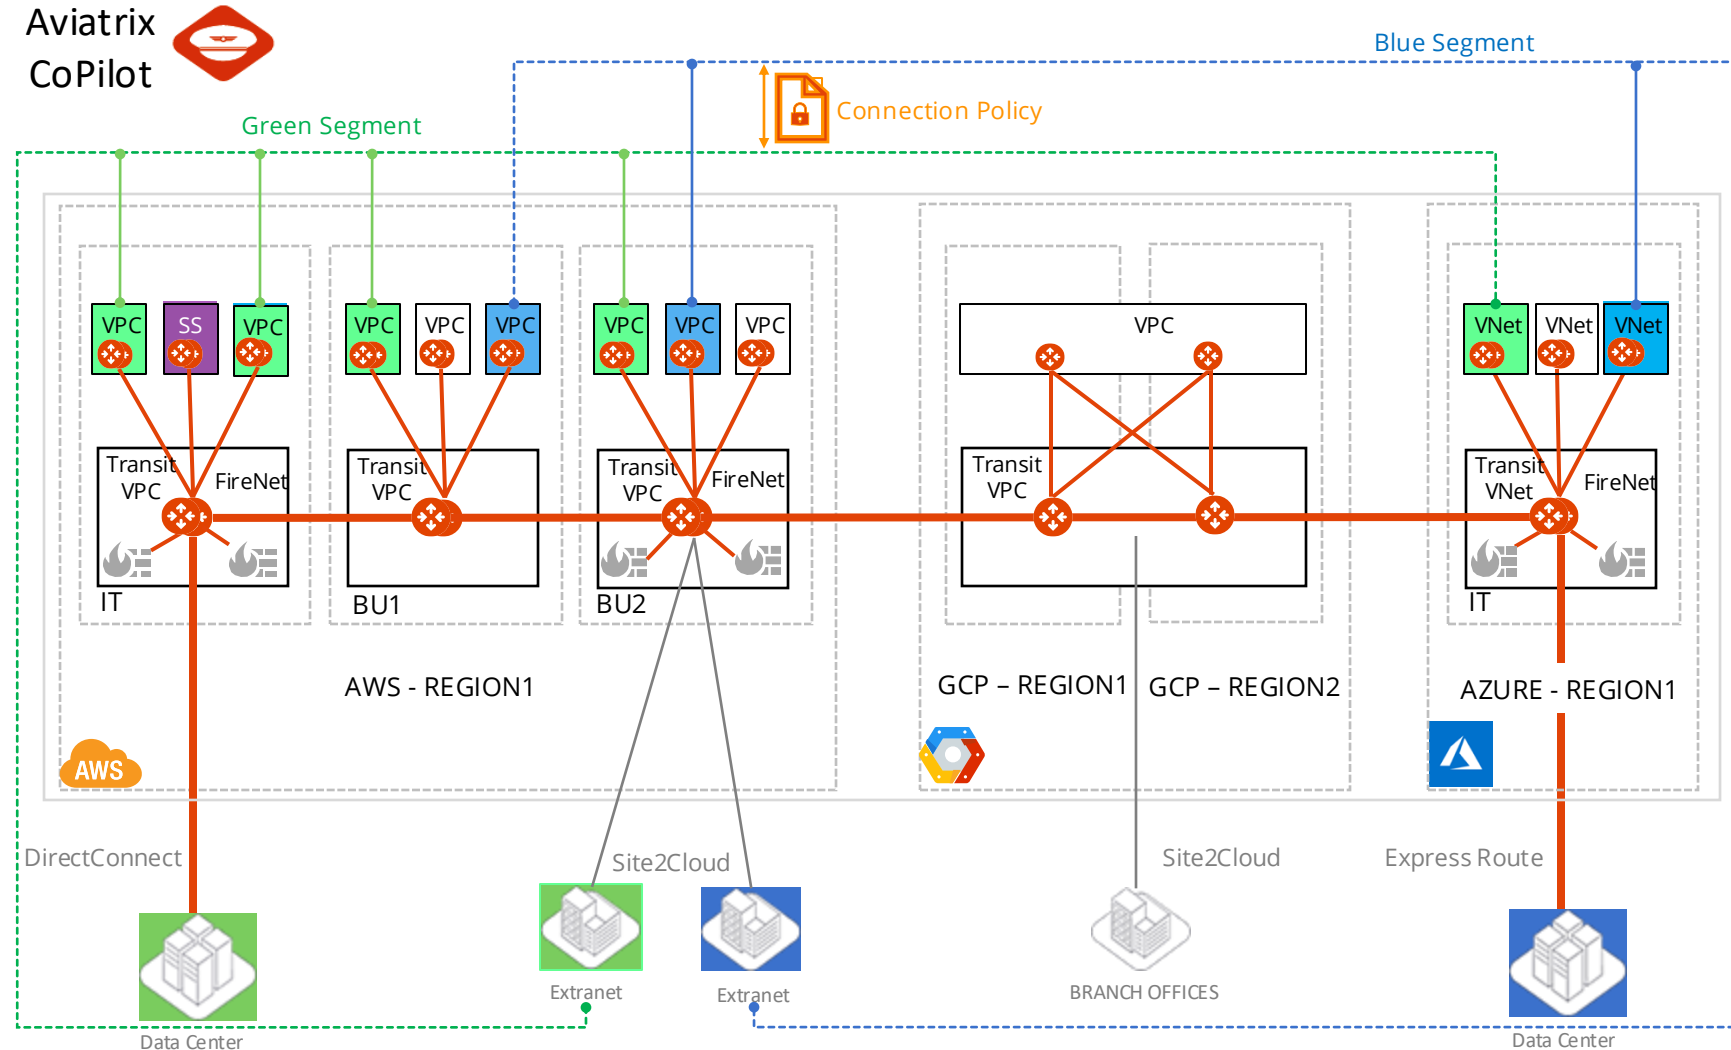 Aviatrix
CoPilot
Blue Segment
Connection Policy
Green Segment
VPC
SS
VPC
VPC
VPC
VPC
VPC
VPC
VPC
VPC
VNet
VNet
VNet
Transit
VPC
FireNet
Transit
VPC
Transit
VPC
FireNet
Transit
VPC
Transit
VNet
FireNet
IT
BU1
BU2
IT
AWS - REGION1
GCP – REGION1
GCP – REGION2
AZURE - REGION1
AWS
DirectConnect
Site2Cloud
Site2Cloud
Express Route
Extranet
Extranet
BRANCH OFFICES
Data Center
Data Center